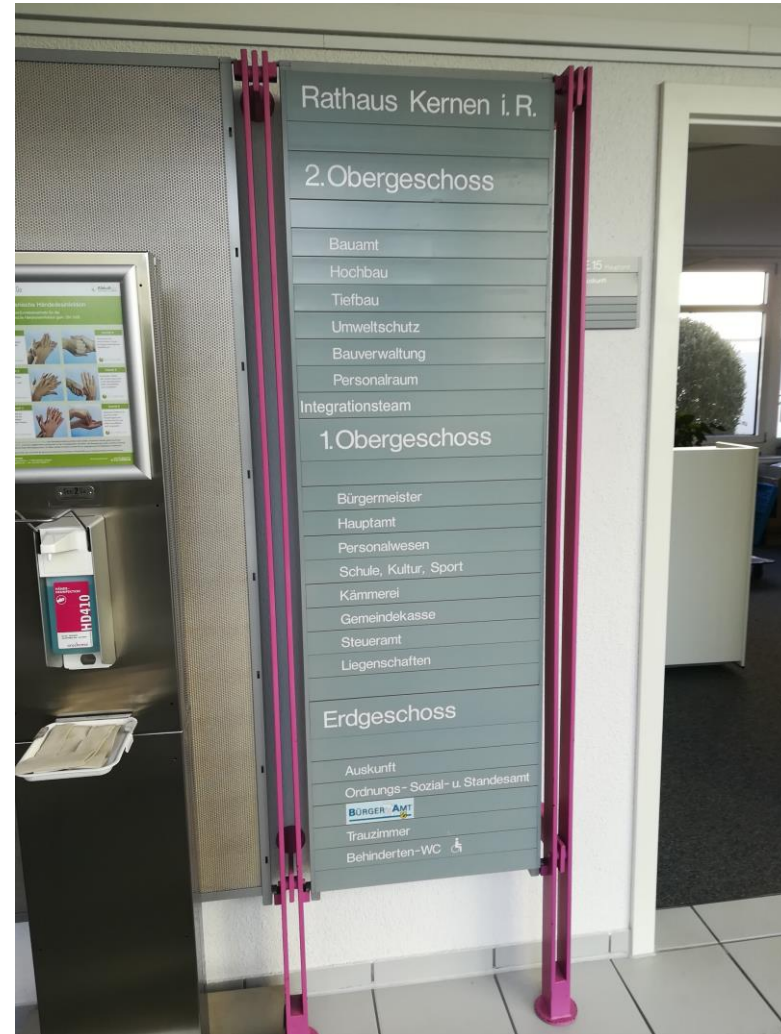 Rathaus Kernen i.R.
2.Obergeschoss
Bauamt
Hochbau
Tiefbau
Umweltschutz
Bauverwaltung
Personalraum
Integrationsteam
1.Obergeschoss
Bürgermeister
Hauptamt
Personalwesen
Schule, Kultur, Sport
Kämmerei
Gemeindekasse
Steueramt
Liegenschaften
Erdgeschoss
Auskunft
Ordnungs- Sozial- u. Standesamt
BÜRGER AMT
Trauzimmer
Behinderten-WC
HD410